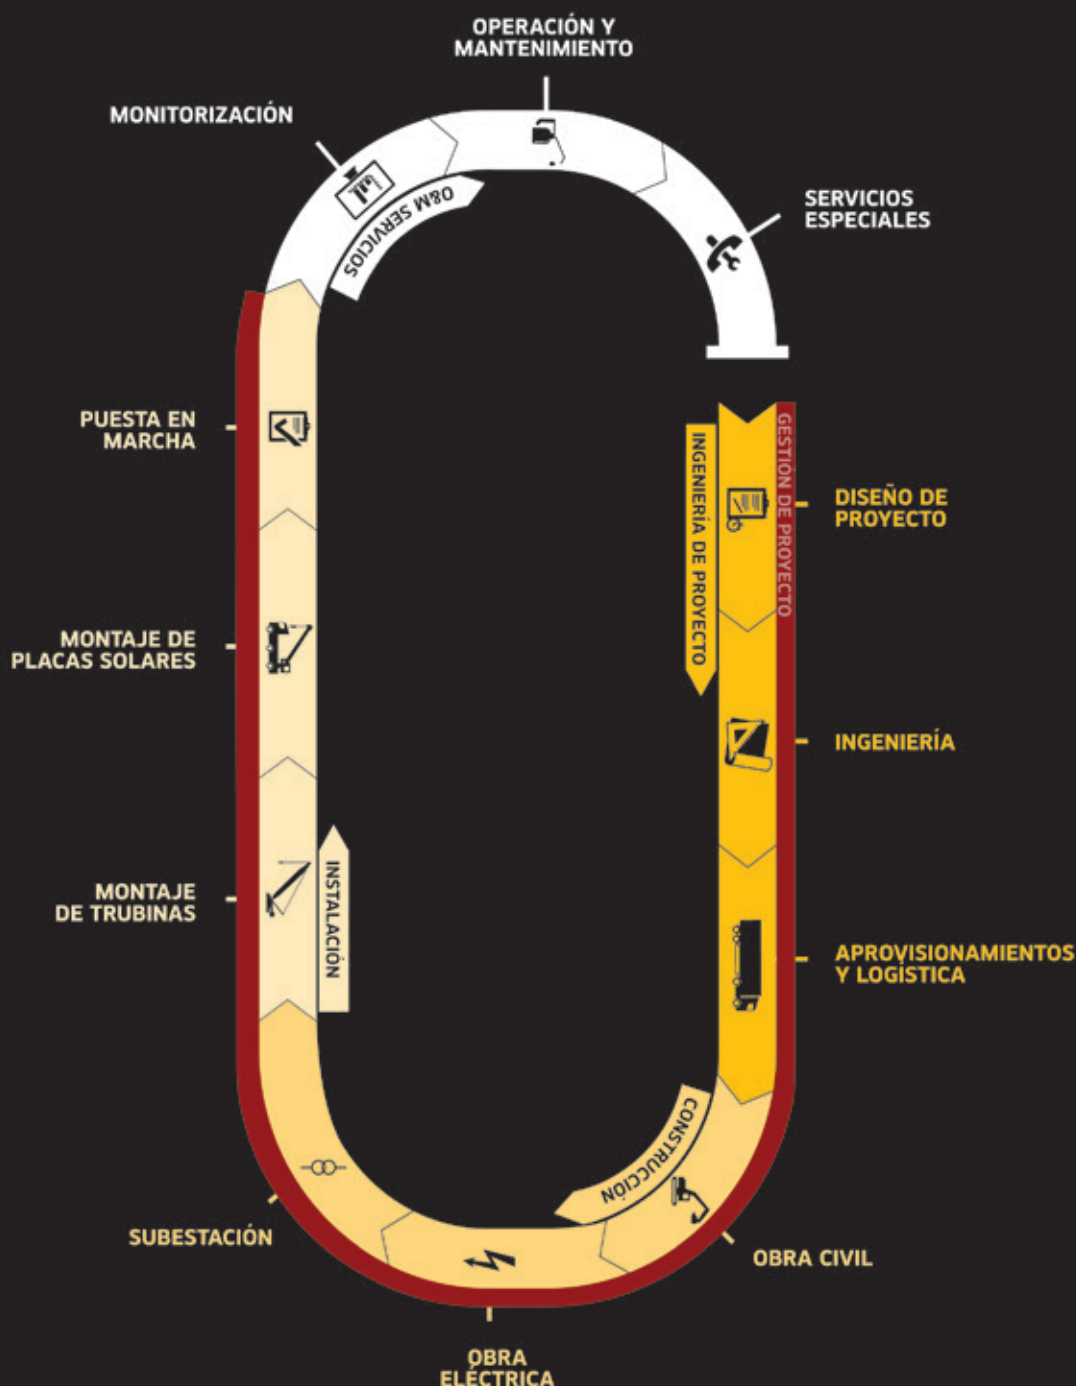 OPERACIÓN Y
MANTENIMIENTO
MONITORIZACIÓN
O&M SERVICIOS
SERVICIOS
ESPECIALES
PUESTA EN
MARCHA
INGENIERÍA DE PROYECTO
GESTIÓN DE PROYECTO
DISEÑO DE
PROYECTO
MONTAJE DE
PLACAS SOLARES
INGENIERÍA
MONTAJE
DE TRUBINAS
INSTALACIÓN
APROVISIONAMIENTOS
Y LOGÍSTICA
CONSTRUCCIÓN
SUBESTACIÓN
OBRA CIVIL
OBRA
ELÉCTRICA